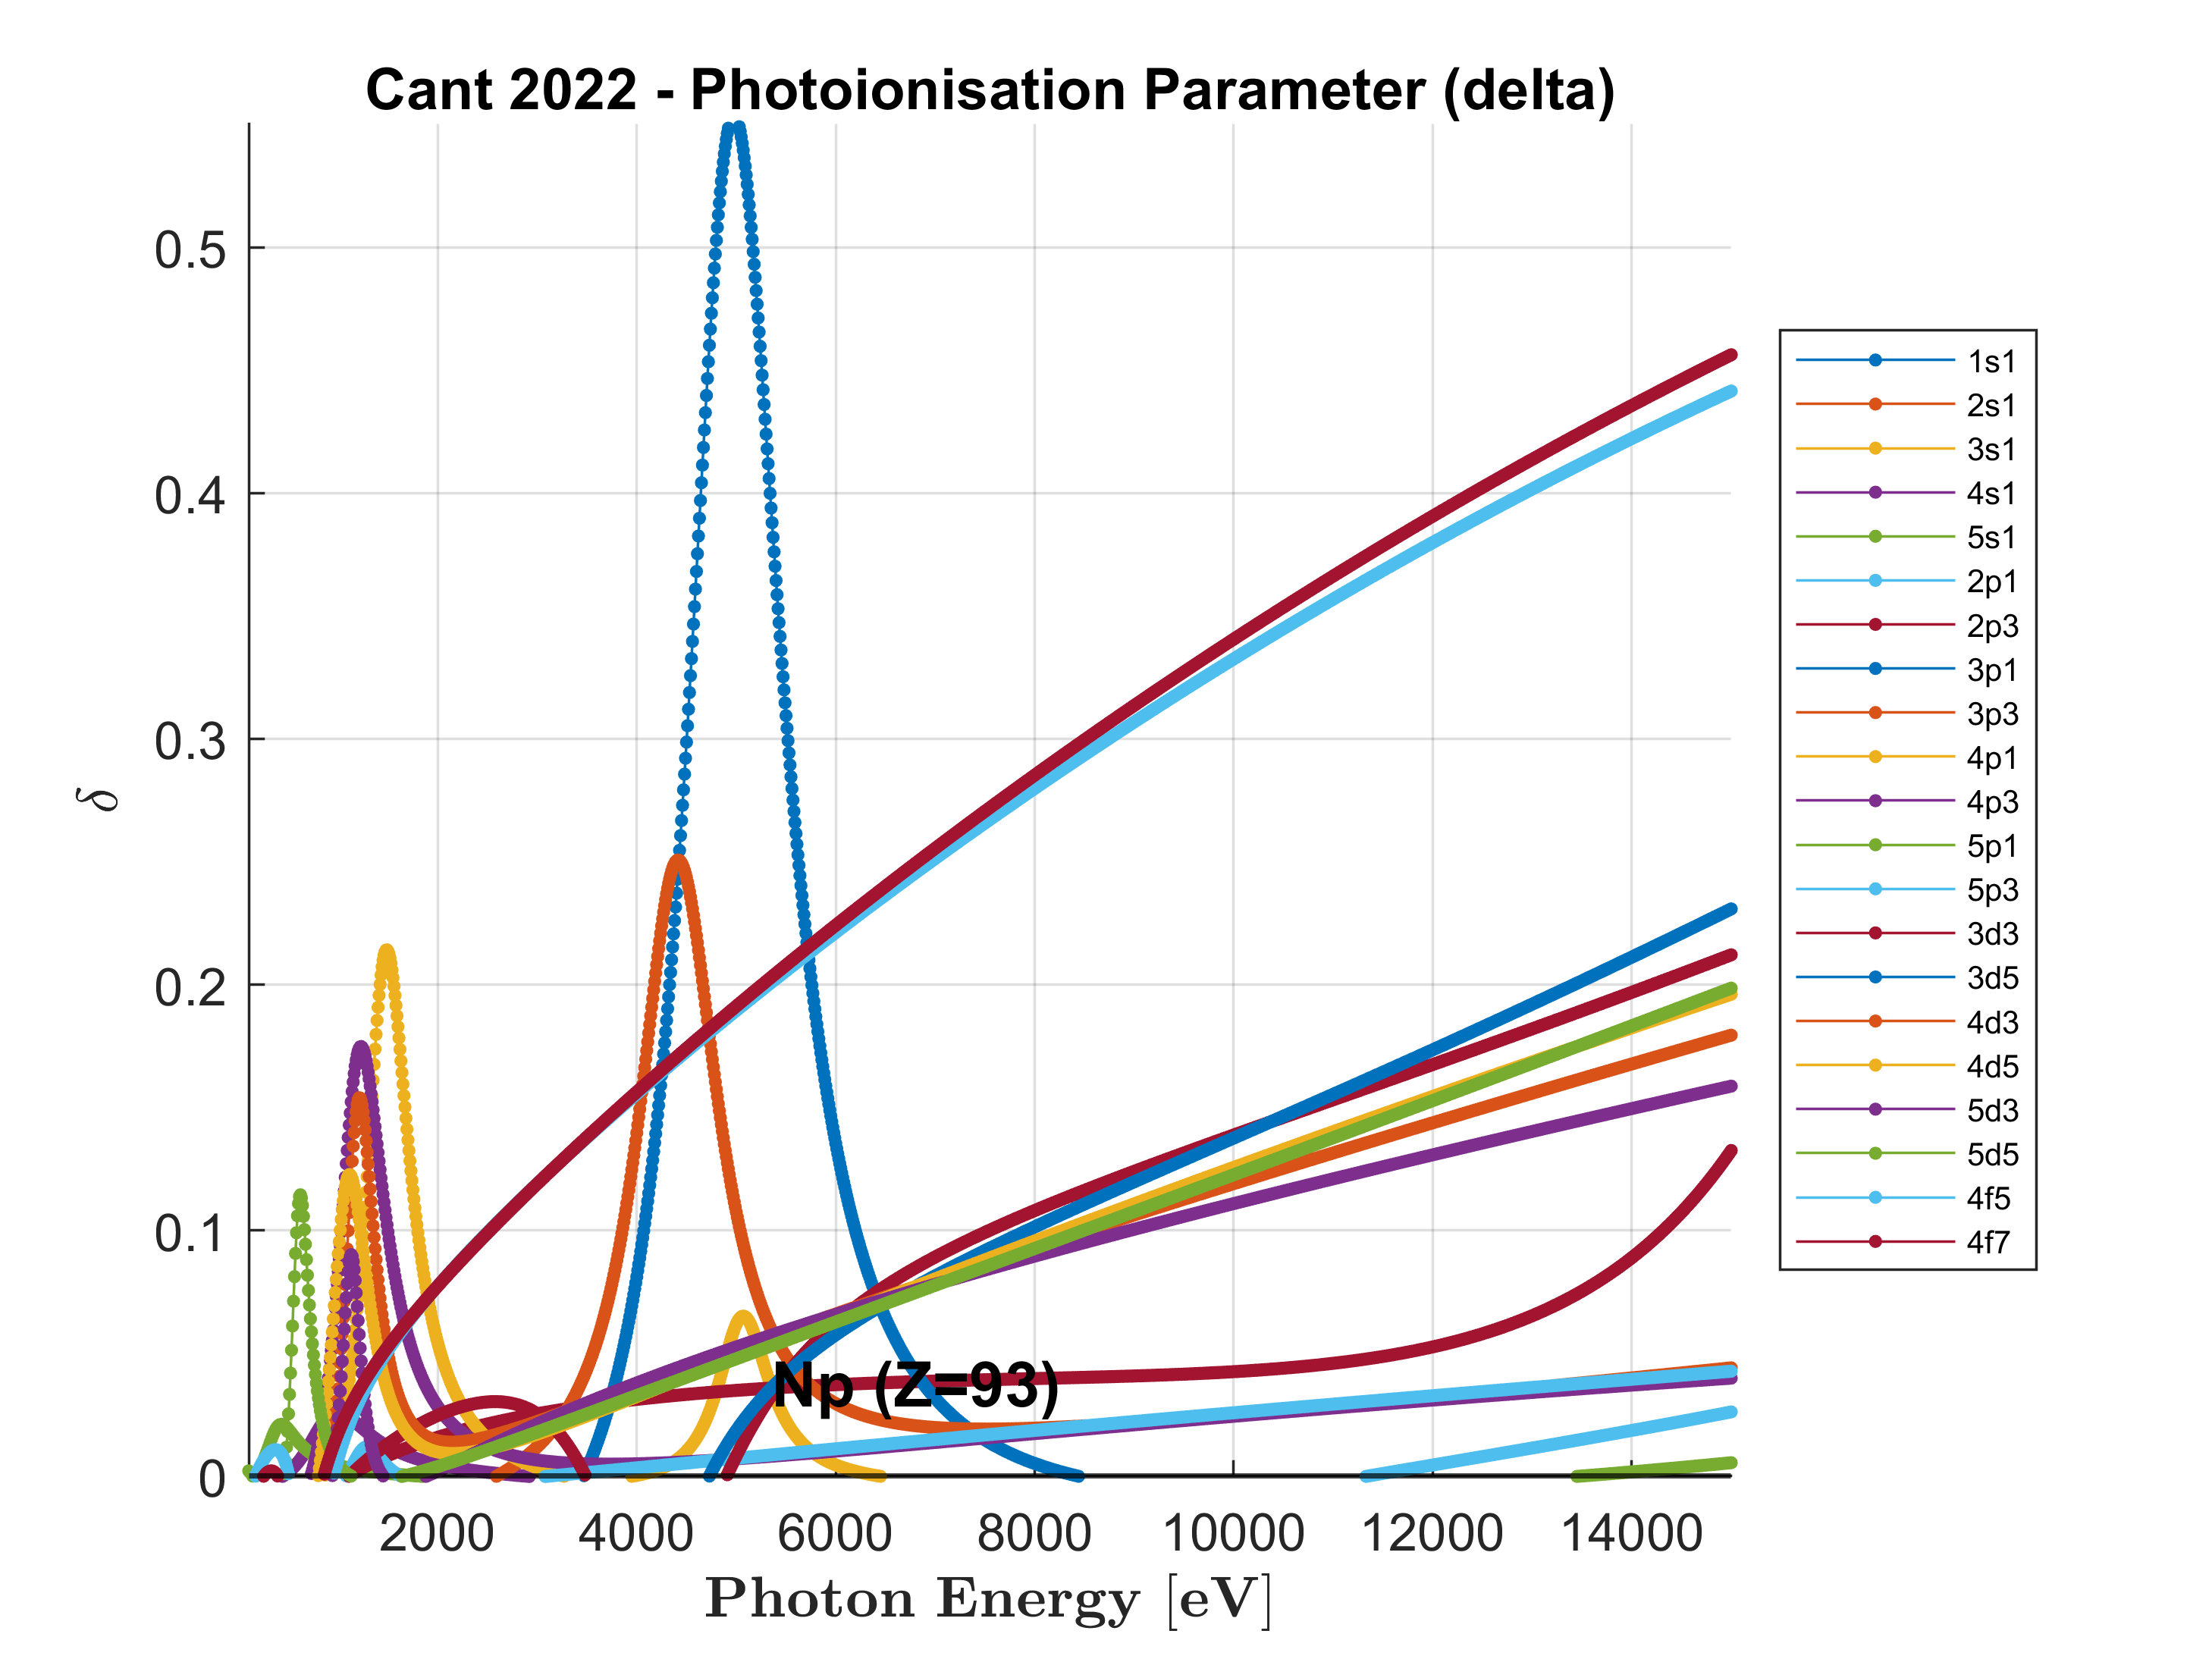 Cant 2022 - Photoionisation Parameter (delta)
0.5
0.4
0.3
0.2
0.1
0
δ
Np (Z=93)
2000 4000 6000 8000 10000 12000 14000
Photon Energy [eV]
1s1
2s1
3s1
4s1
5s1
2p1
2p3
3p1
3p3
4p1
4p3
5p1
5p3
3d3
3d5
4d3
4d5
5d3
5d5
4f5
4f7